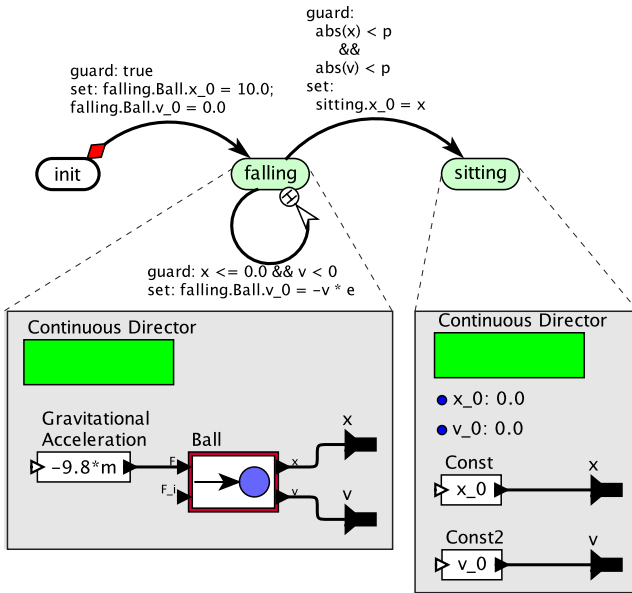 guard:
abs(x) < p
&&
abs(v) < p
set:
sitting.x_0 = x
guard: true
set: falling.Ball.x_0 = 10.0;
falling.Ball.v_0 = 0.0
init
falling
sitting
H
guard: x <= 0.0 && v < 0
set: falling.Ball.v_0 = -v * e
Continuous Director
Gravitational
Acceleration
-9.8*m
Ball
F
F_i
x
v
x
v
Continuous Director
x_0: 0.0
v_0: 0.0
Const
x_0
x
Const2
v_0
v